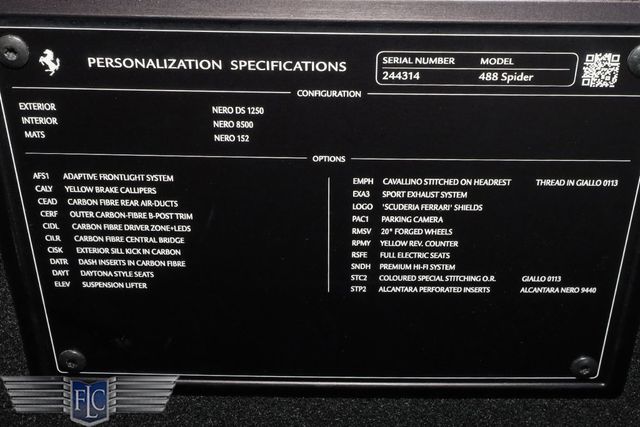 PERSONALIZATION SPECIFICATIONS
SERIAL NUMBER MODEL
244314 488 Spider
CONFIGURATION
EXTERIOR NERO DS 1250
INTERIOR NERO 8500
MATS NERO 152
OPTIONS
AFS1 ADAPTIVE FRONTLIGHT SYSTEM
CALY YELLOW BRAKE CALLIPERS
CEAD CARBON FIBRE REAR AIR-DUCTS
CERF OUTER CARBON-FIBRE B-POST TRIM
CIDL CARBON FIBRE DRIVER ZONE+LEDS
CILR CARBON FIBRE CENTRAL BRIDGE
CISK EXTERIOR SILL KICK IN CARBON
DATR DASH INSERTS IN CARBON FIBRE
DAYT DAYTONA STYLE SEATS
ELEV SUSPENSION LIFTER
EMPH CAVALLINO STITCHED ON HEADREST THREAD IN GIALLO 0113
EXA3 SPORT EXHAUST SYSTEM
LOGO 'SCUDERIA FERRARI' SHIELDS
PAC1 PARKING CAMERA
RMSV 20" FORGED WHEELS
RPMY YELLOW REV. COUNTER
RSFE FULL ELECTRIC SEATS
SNDH PREMIUM HI-FI SYSTEM
STC2 COLOURED SPECIAL STITCHING O.R. GIALLO 0113
STP2 ALCANTARA PERFORATED INSERTS ALCANTARA NERO 9440
FLC